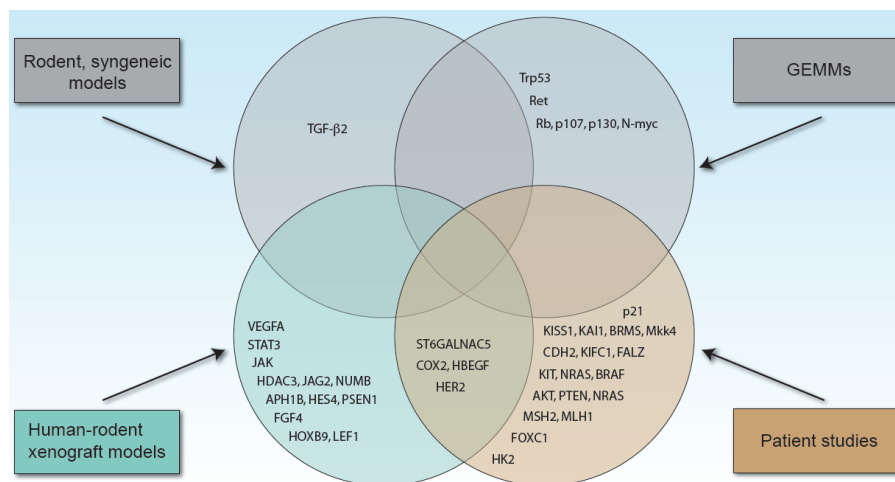 Rodent, syngeneic
models
GEMMs
TGF-β2
Trp53
Ret
Rb, p107, p130, N-myc
VEGFA
STAT3
JAK
HDAC3, JAG2, NUMB
APH1B, HES4, PSEN1
FGF4
HOXB9, LEF1
ST6GALNAC5
COX2, HBEGF
HER2
p21
KISS1, KAI1, BRMS, Mkk4
CDH2, KIFC1, FALZ
KIT, NRAS, BRAF
AKT, PTEN, NRAS
MSH2, MLH1
FOXC1
HK2
Human-rodent
xenograft models
Patient studies